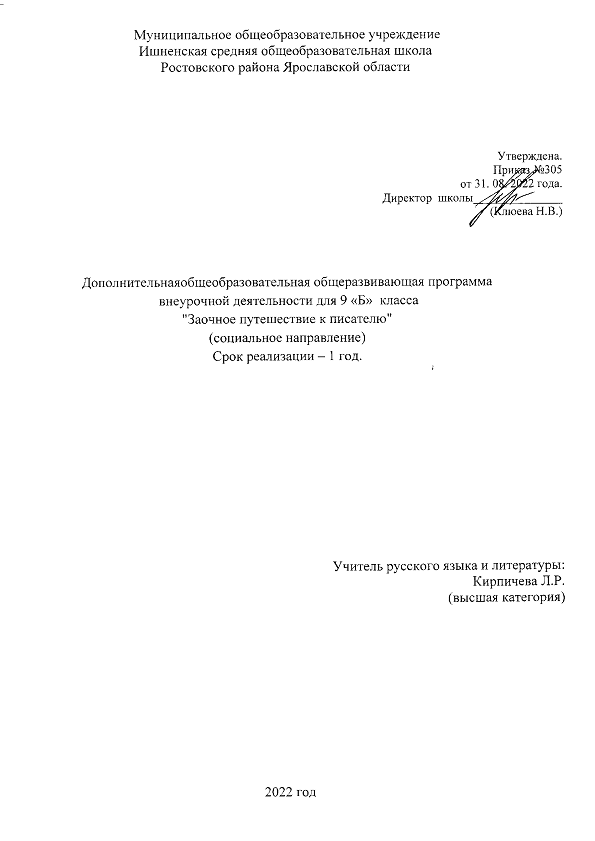 Муниципальное общеобразовательное учреждение
Ишненская средняя общеобразовательная школа
Ростовского района Ярославской области
Утверждена.
Приказ №305
от 31. 08. 2022 года.
Директор школы_______________
(Клюева Н.В.)
Дополнительнаяобщеобразовательная общеразвивающая программа
внеурочной деятельности для 9 «Б» класса
"Заочное путешествие к писателю"
(социальное направление)
Срок реализации – 1 год.
Учитель русского языка и литературы:
Кирпичева Л.Р.
(высшая категория)
2022 год